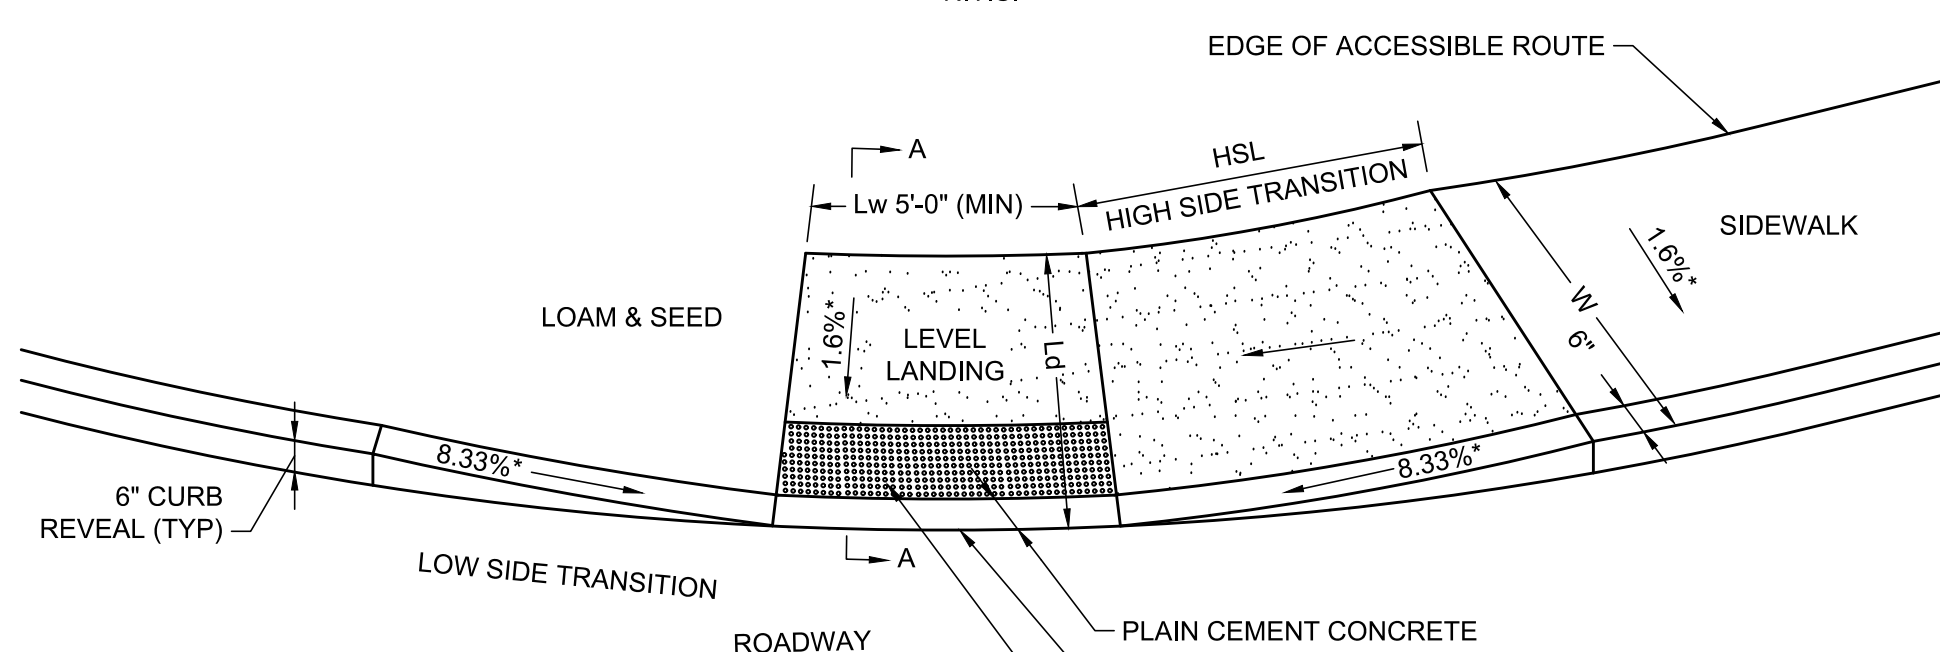 EDGE OF ACCESSIBLE ROUTE
A
HSL
HIGH SIDE TRANSITION
Lw 5'-0" (MIN)
SIDEWALK
1.6%*
W
6"
LOAM & SEED
1.6%*
LEVEL
LANDING
Ld
8.33%*
8.33%*
6" CURB
REVEAL (TYP)
A
LOW SIDE TRANSITION
PLAIN CEMENT CONCRETE
ROADWAY